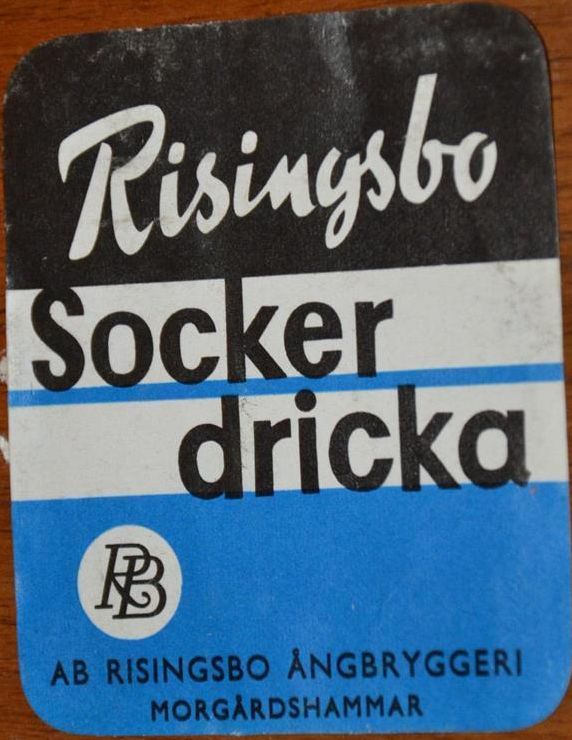 Risingsbo
Socker
dricka
RB
AB RISINGSBO ÅNGBRYGGERI
MORGÅRDSHAMMAR